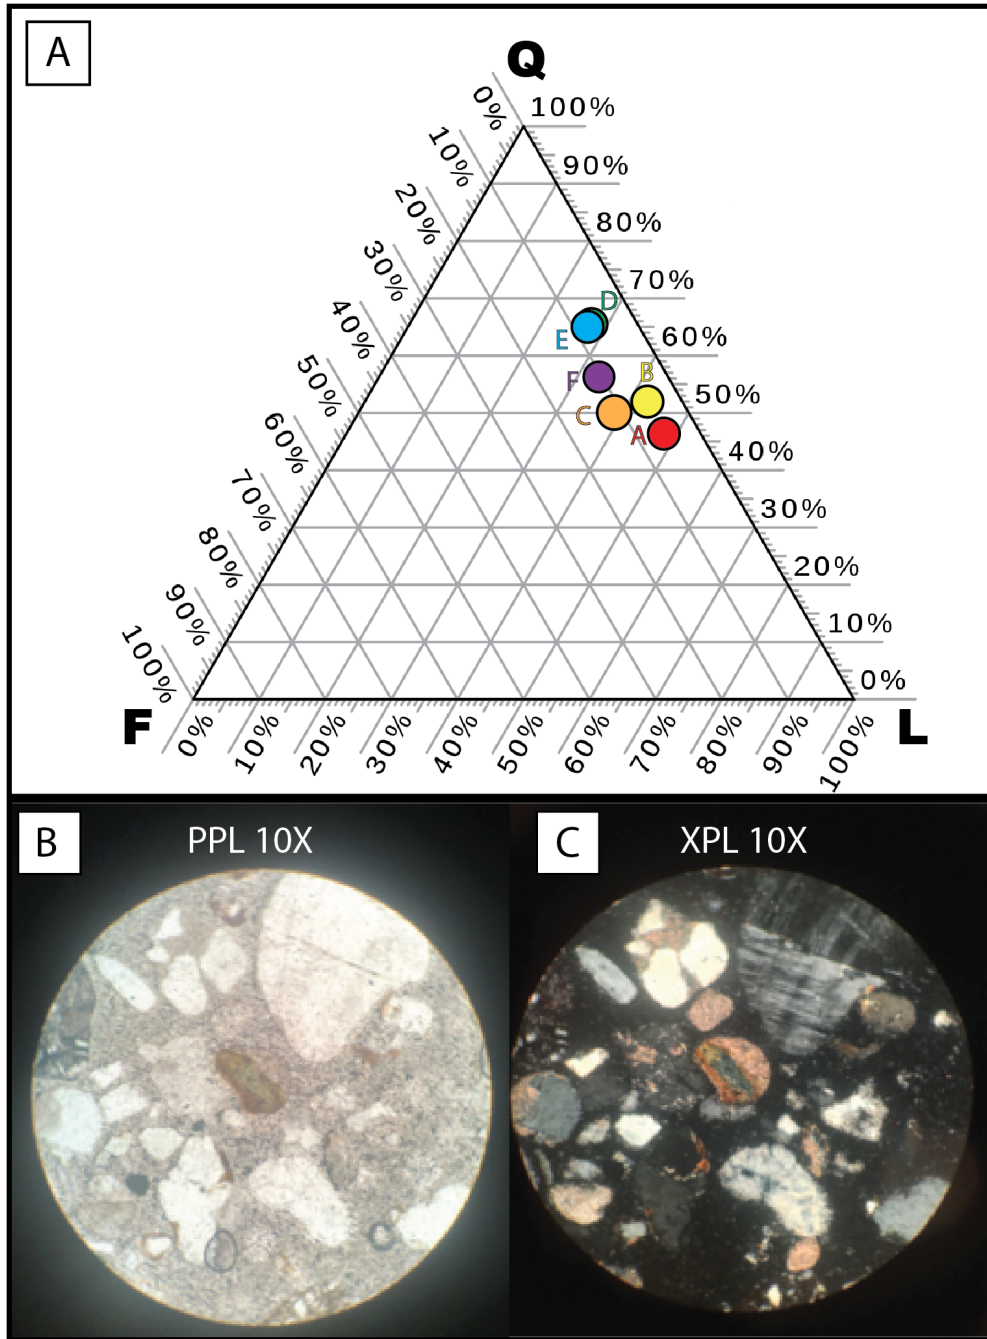 A
Q
0% 100%
10% 90%
20% 80%
30% 70%
D
40% 60%
E
50% F B 50%
C
60% A 40%
70% 30%
80% 20%
90% 10%
100% 0%
F L
0% 10% 20% 30% 40% 50% 60% 70% 80% 90% 100%
B PPL 10X
C XPL 10X